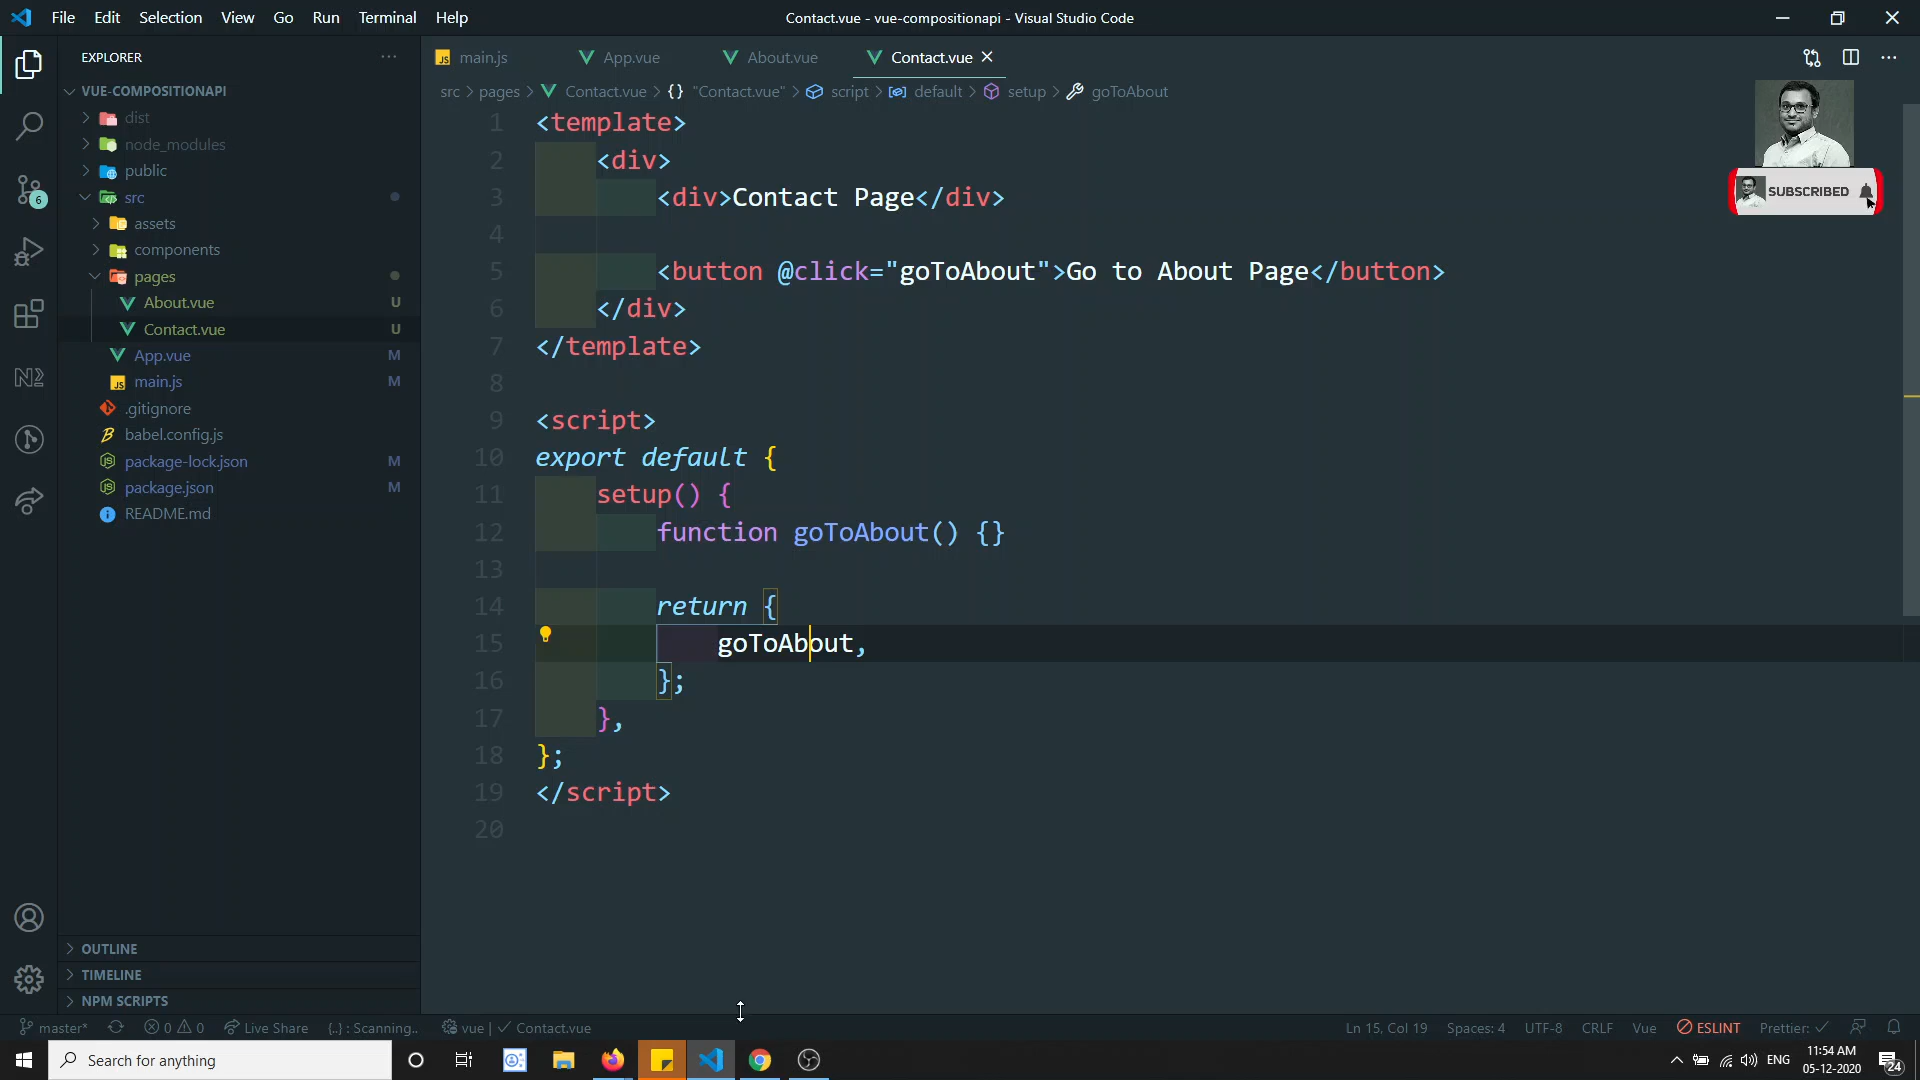 File Edit Selection View Go Run Terminal Help
Contact.vue - vue-compositionapi - Visual Studio Code
EXPLORER
VUE-COMPOSITIONAPI
dist
node_modules
public
src
assets
components
pages
About.vue U
Contact.vue U
App.vue M
JS main.js M
.gitignore
babel.config.js
package-lock.json M
package.json M
README.md
OUTLINE
TIMELINE
NPM SCRIPTS
6
JS main.js App.vue About.vue Contact.vue
src > pages > Contact.vue > {} "Contact.vue" > script > default > setup > goToAbout
1 <template>
2 <div>
3 <div>Contact Page</div>
4
5 <button @click="goToAbout">Go to About Page</button>
6 </div>
7 </template>
8
9 <script>
10 export default {
11 setup() {
12 function goToAbout() {}
13
14 return {
15 goToAbout,
16 };
17 },
18 };
19 </script>
20
SUBSCRIBED
master* 0 0 Live Share {..} : Scanning.. vue | Contact.vue Ln 15, Col 19 Spaces: 4 UTF-8 CRLF Vue ESLINT Prettier: ✓
Search for anything
ENG
11:54 AM
05-12-2020
24